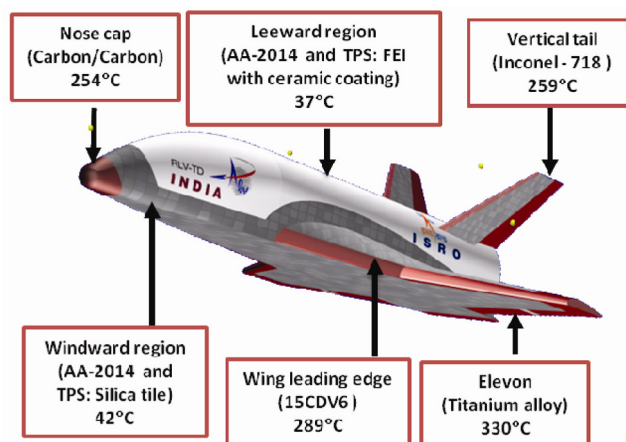 Nose cap
(Carbon/Carbon)
254°C
Leeward region
(AA-2014 and TPS: FEI
with ceramic coating)
37°C
Vertical tail
(Inconel - 718 )
259°C
RLV-TD
INDIA
ISRO
Windward region
(AA-2014 and
TPS: Silica tile)
42°C
Wing leading edge
(15CDV6 )
289°C
Elevon
(Titanium alloy)
330°C